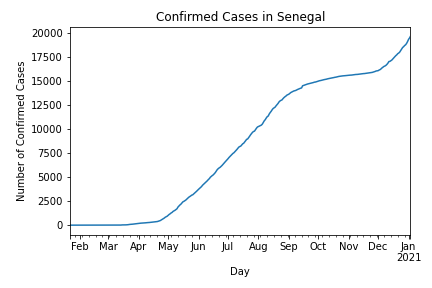 Confirmed Cases in Senegal
Number of Confirmed Cases
20000
17500
15000
12500
10000
7500
5000
2500
0
Feb Mar Apr May Jun Jul Aug Sep Oct Nov Dec Jan
2021
Day